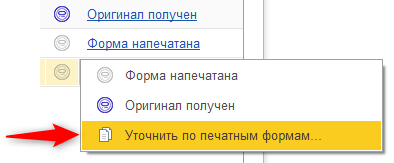 Оригинал получен
Форма напечатана
Форма напечатана
Оригинал получен
Уточнить по печатным формам...